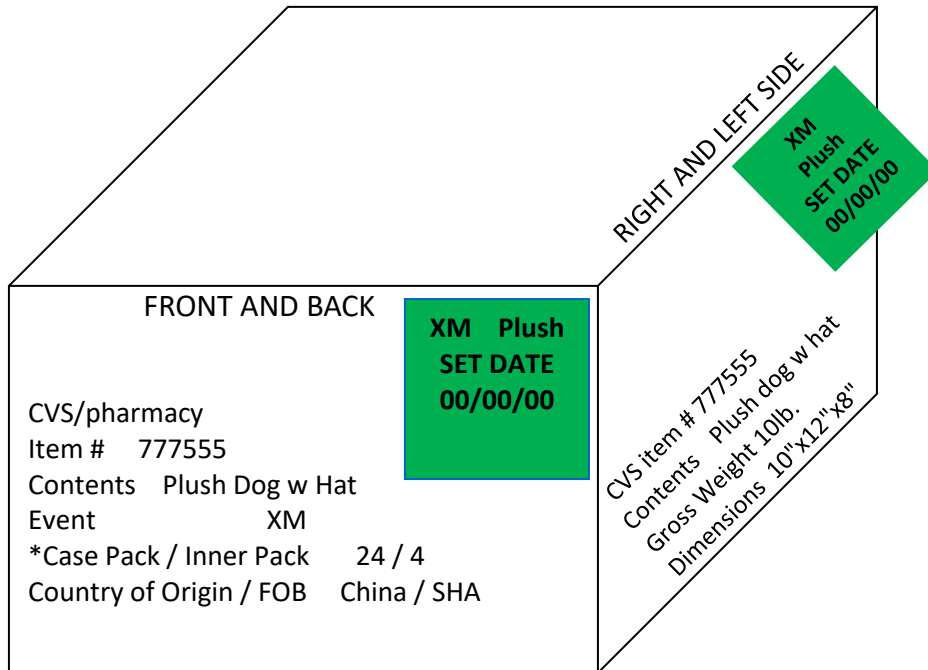 FRONT AND BACK
XM Plush
SET DATE
00/00/00
CVS/pharmacy
Item # 777555
Contents Plush Dog w Hat
Event XM
*Case Pack / Inner Pack 24 / 4
Country of Origin / FOB China / SHA
RIGHT AND LEFT SIDE
XM
Plush
SET DATE
00/00/00
CVS item # 777555
Contents Plush dog w hat
Gross Weight 10lb.
Dimensions 10"x12"x8"